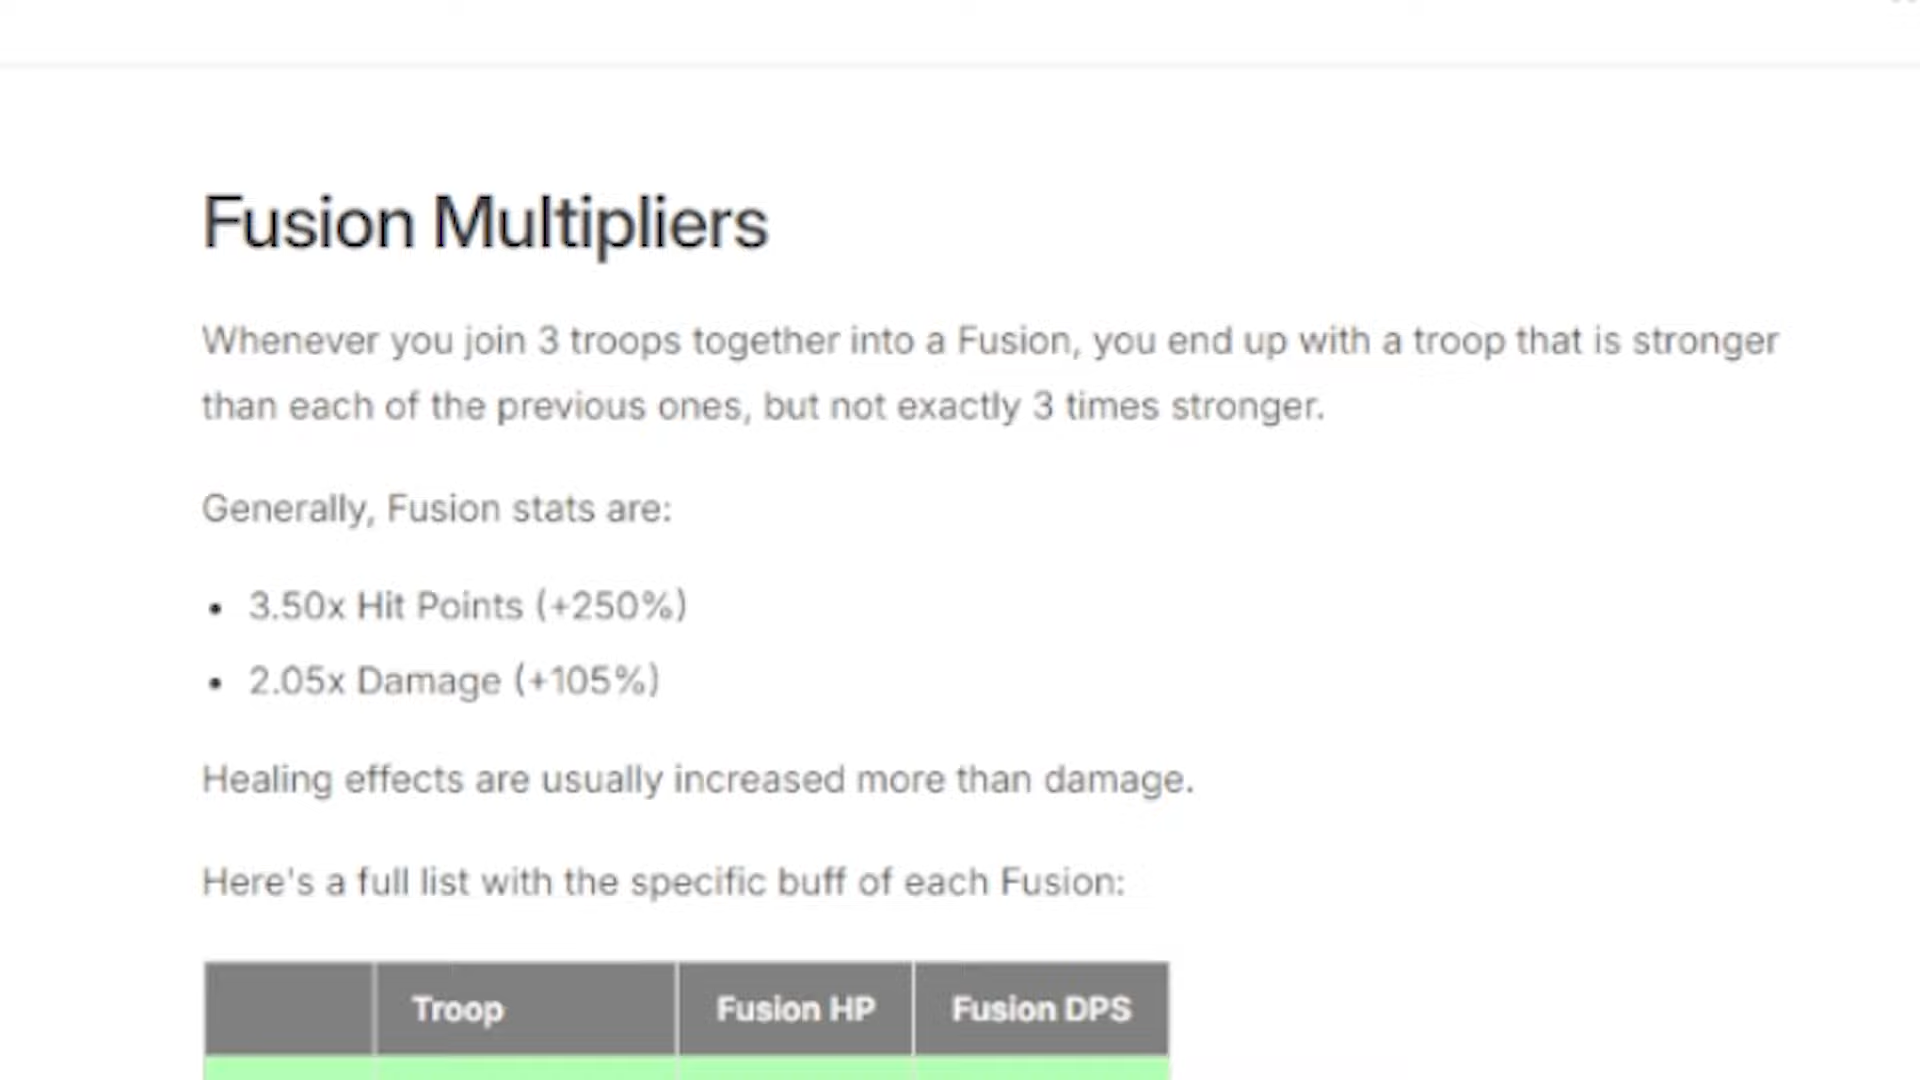 Fusion Multipliers
Whenever you join 3 troops together into a Fusion, you end up with a troop that is stronger
than each of the previous ones, but not exactly 3 times stronger.
Generally, Fusion stats are:
• 3.50x Hit Points (+250%)
• 2.05x Damage (+105%)
Healing effects are usually increased more than damage.
Here's a full list with the specific buff of each Fusion:
Troop Fusion HP Fusion DPS